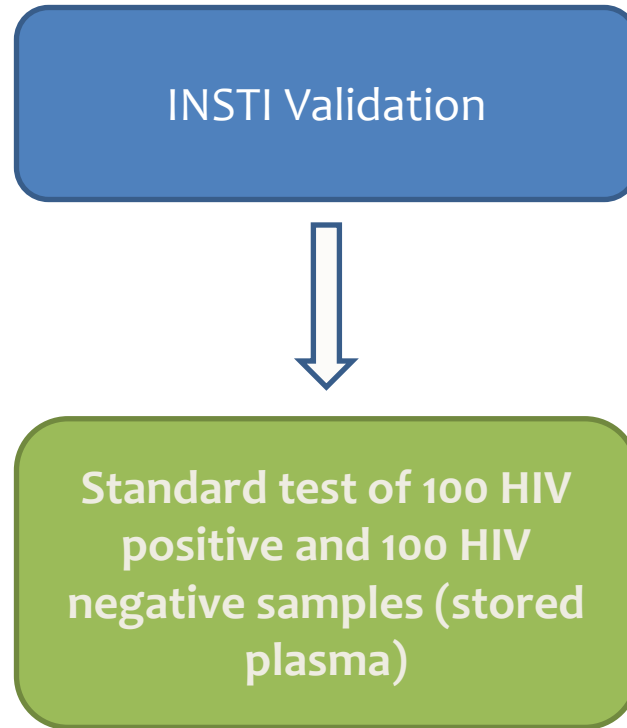 INSTI Validation
Standard test of 100 HIV
positive and 100 HIV
negative samples (stored
plasma)